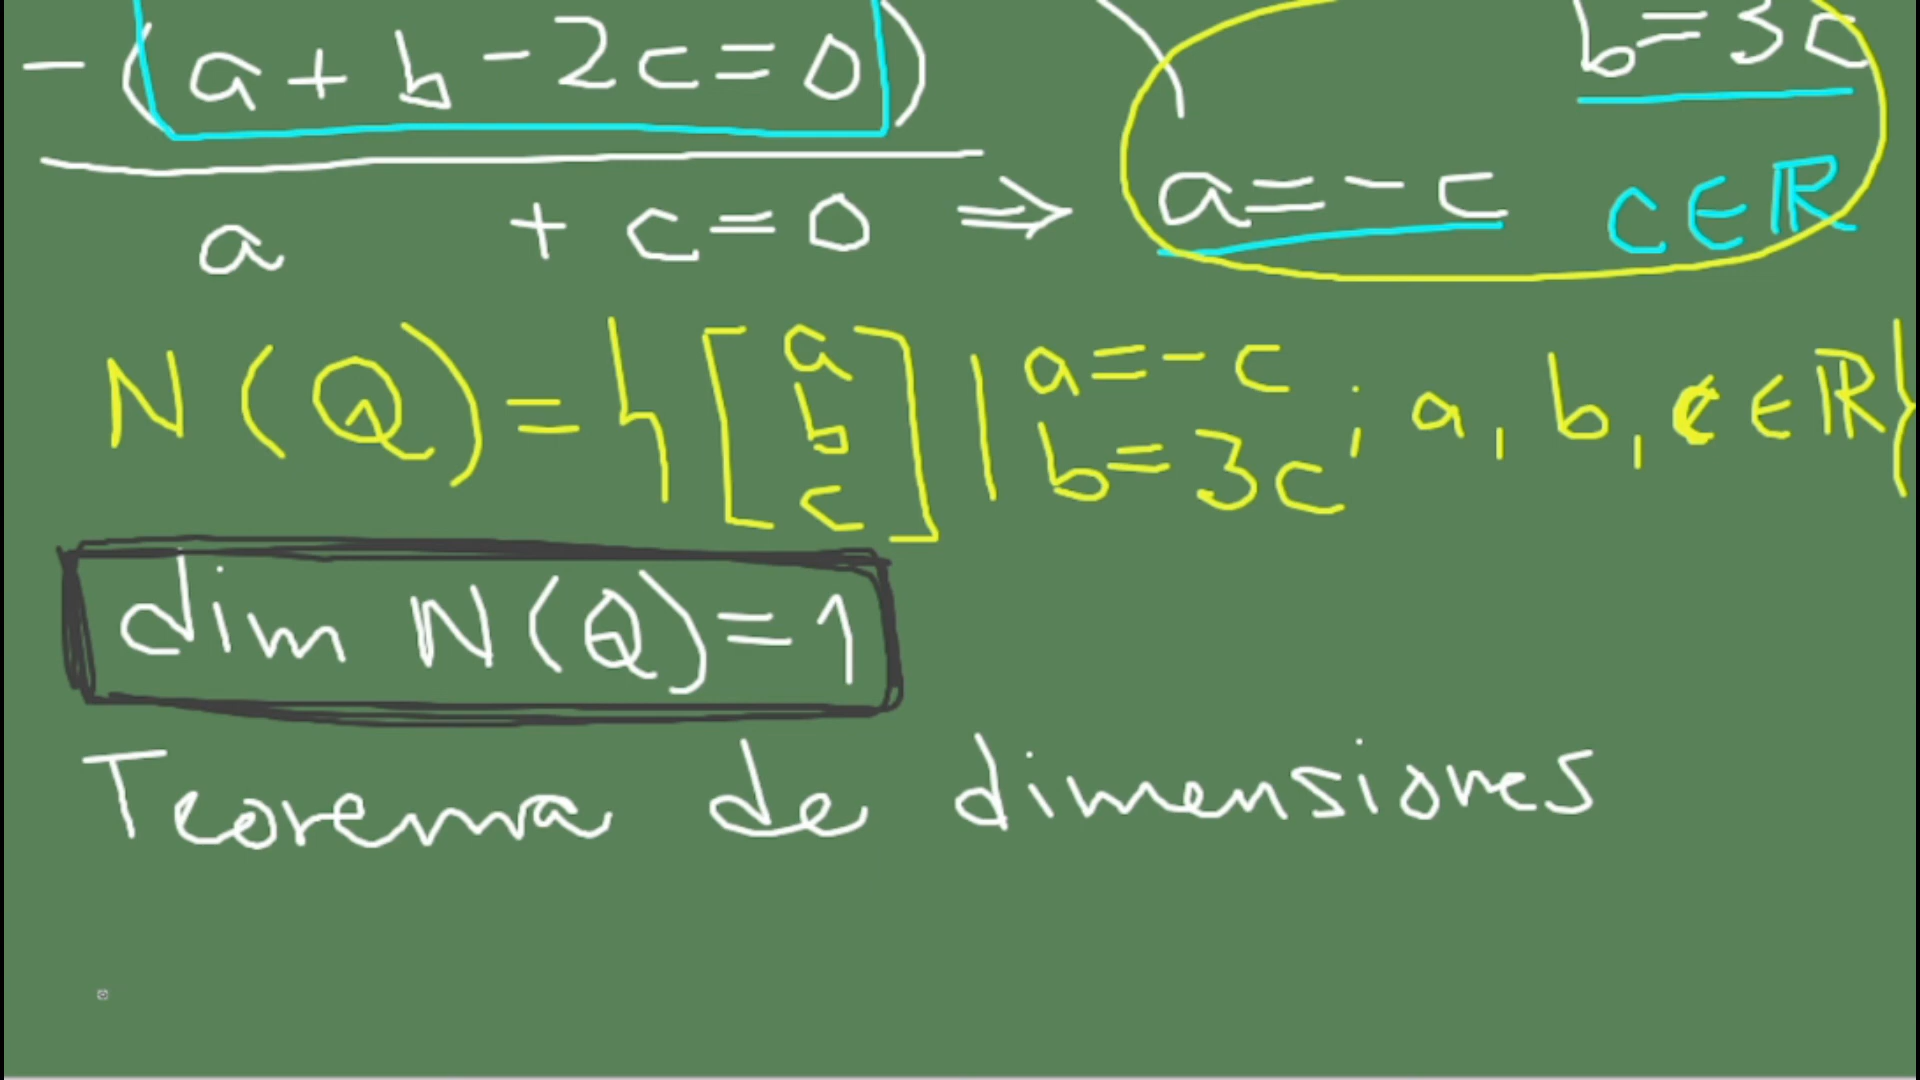 b=3c
-(a+b-2c=0)
a=-c c∈ℝ
a +c=0 ⇒
N(Q)={[a b c] | a=-c b=3c ; a, b, c∈ℝ}
dim N(Q)=1
Teorema de dimensiones